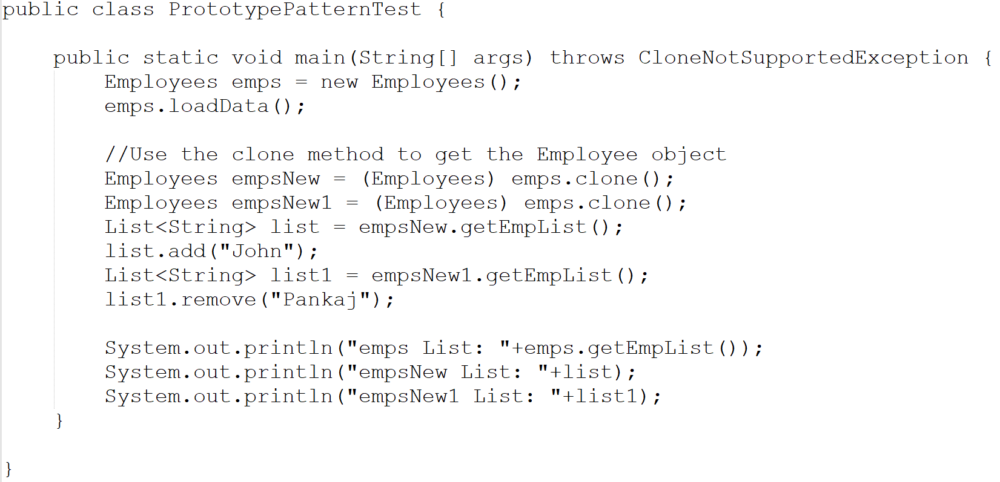 public class PrototypePatternTest {
public static void main(String[] args) throws CloneNotSupportedException {
Employees emps = new Employees();
emps.loadData();
//Use the clone method to get the Employee object
Employees empsNew = (Employees) emps.clone();
Employees empsNew1 = (Employees) emps.clone();
List<String> list = empsNew.getEmpList();
list.add("John");
List<String> list1 = empsNew1.getEmpList();
list1.remove("Pankaj");
System.out.println("emps List: "+emps.getEmpList());
System.out.println("empsNew List: "+list);
System.out.println("empsNew1 List: "+list1);
}
}